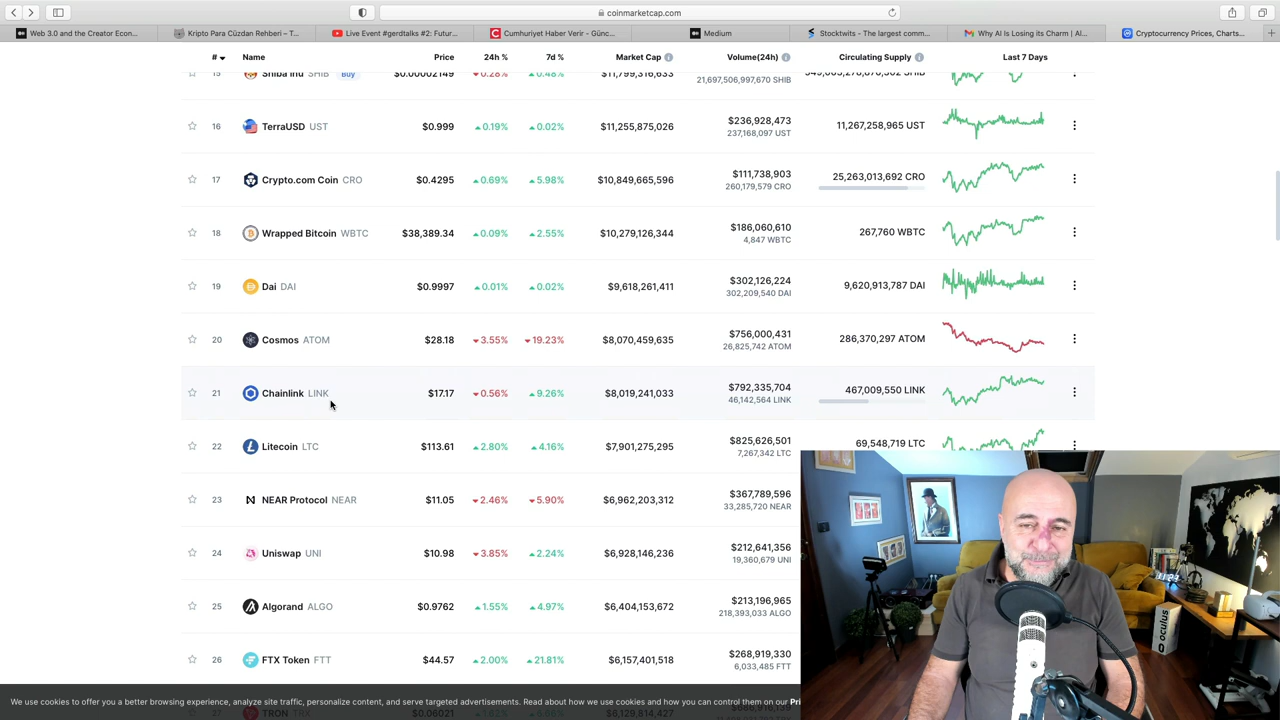 coinmarketcap.com
Web 3.0 and the Creator Econ...
Kripto Para Cüzdan Rehberi – T...
Live Event #gerdtalks #2: Futur...
Cumhuriyet Haber Verir - Günc...
Medium
Stocktwits - The largest comm...
Why AI Is Losing its Charm | AI...
Cryptocurrency Prices, Charts...
# Name Price 24h % 7d % Market Cap Volume(24h) Circulating Supply Last 7 Days
15 Shiba Inu SHIB Buy $0.00002149 0.28% 0.48% $11,799,316,633
21,697,506,997,670 SHIB
16 TerraUSD UST $0.999 0.19% 0.02% $11,255,875,026 $236,928,473 11,267,258,965 UST
237,168,097 UST
17 Crypto.com Coin CRO $0.4295 0.69% 5.98% $10,849,665,596 $111,738,903 25,263,013,692 CRO
260,179,579 CRO
18 Wrapped Bitcoin WBTC $38,389.34 0.09% 2.55% $10,279,126,344 $186,060,610 267,760 WBTC
4,847 WBTC
19 Dai DAI $0.9997 0.01% 0.02% $9,618,261,411 $302,126,224 9,620,913,787 DAI
302,209,540 DAI
20 Cosmos ATOM $28.18 3.55% 19.23% $8,070,459,635 $756,000,431 286,370,297 ATOM
26,825,742 ATOM
21 Chainlink LINK $17.17 0.56% 9.26% $8,019,241,033 $792,335,704 467,009,550 LINK
46,142,564 LINK
22 Litecoin LTC $113.61 2.80% 4.16% $7,901,275,295 $825,626,501 69,548,719 LTC
7,267,342 LTC
23 NEAR Protocol NEAR $11.05 2.46% 5.90% $6,962,203,312 $367,789,596
33,285,720 NEAR
24 Uniswap UNI $10.98 3.85% 2.24% $6,928,146,236 $212,641,356
19,360,679 UNI
25 Algorand ALGO $0.9762 1.55% 4.97% $6,404,153,672 $213,196,965
218,393,033 ALGO
26 FTX Token FTT $44.57 2.00% 21.81% $6,157,401,518 $268,919,330
6,033,485 FTT
We use cookies to offer you a better browsing experience, analyze site traffic, personalize content, and serve targeted advertisements. Read about how we use cookies and how you can control them on our Pri
oculus